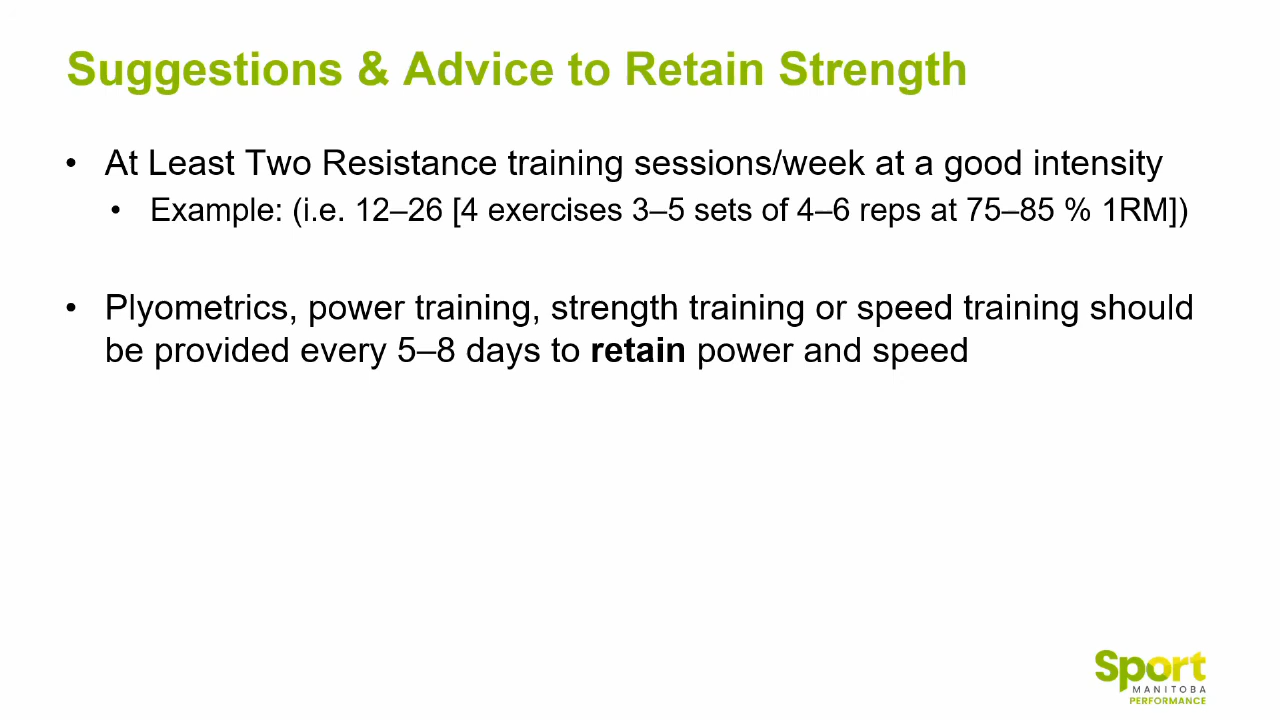 Suggestions & Advice to Retain Strength
• At Least Two Resistance training sessions/week at a good intensity
• Example: (i.e. 12–26 [4 exercises 3–5 sets of 4–6 reps at 75–85 % 1RM])
• Plyometrics, power training, strength training or speed training should
be provided every 5–8 days to retain power and speed
Sport
MANITOBA
PERFORMANCE